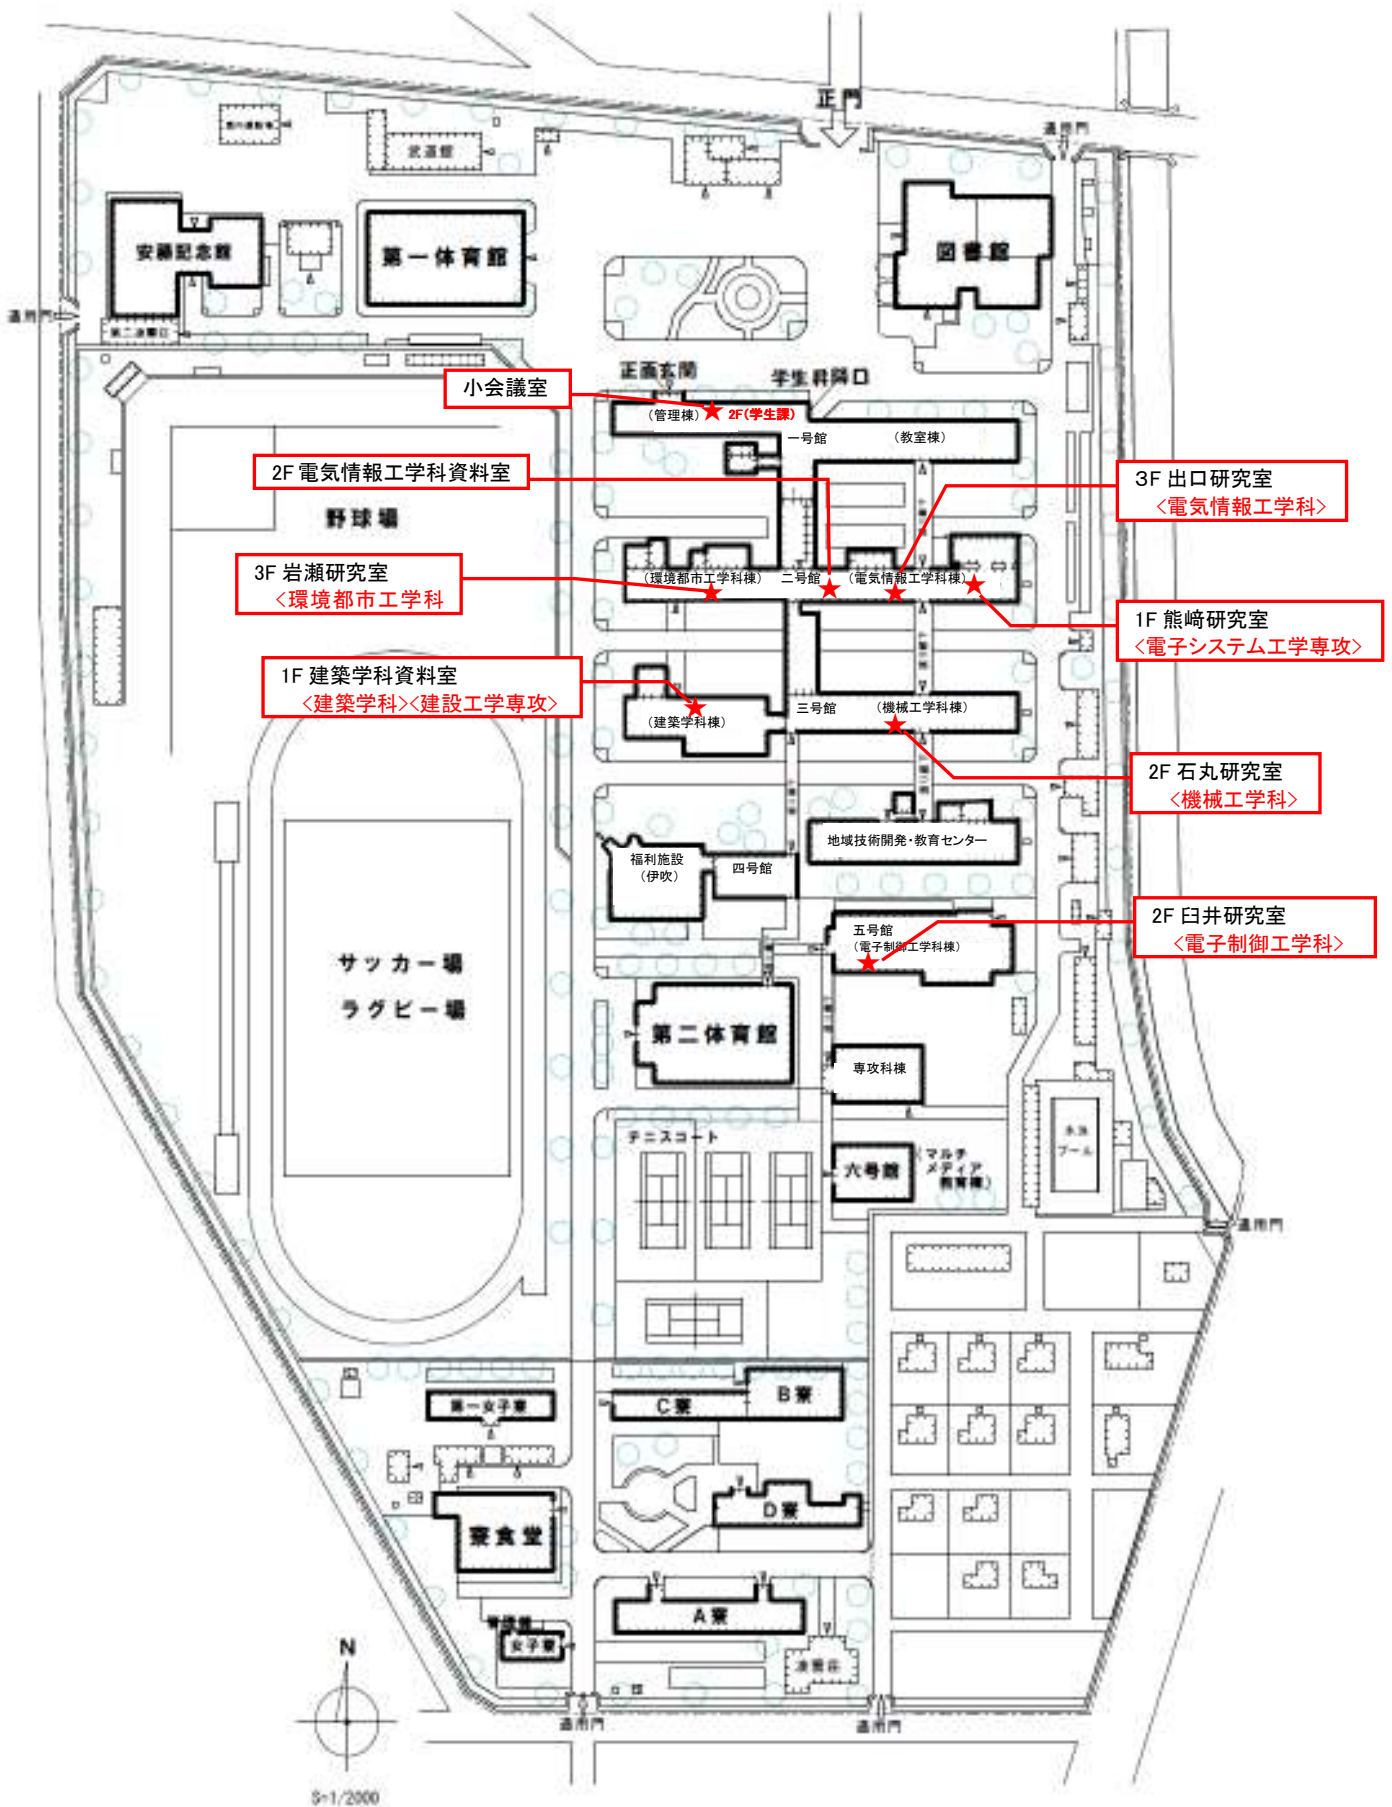 正門
通用門
武道館
安藤記念館
第一体育館
図書館
通用門
正面玄関
学生昇降口
小会議室
(管理棟)
2F(学生課)
一号館
(教室棟)
2F 電気情報工学科資料室
3F 出口研究室
<電気情報工学科>
野球場
3F 岩瀬研究室
<環境都市工学科
(環境都市工学科棟)
二号館
(電気情報工学科棟)
1F 熊﨑研究室
<電子システム工学専攻>
1F 建築学科資料室
<建築学科><建設工学専攻>
(建築学科棟)
三号館
(機械工学科棟)
2F 石丸研究室
<機械工学科>
地域技術開発・教育センター
福利施設
(伊吹)
四号館
2F 臼井研究室
<電子制御工学科>
五号館
(電子制御工学科棟)
サッカー場
ラグビー場
第二体育館
専攻科棟
テニスコート
水泳
プール
六号館
(マルチ
メディア
教育棟)
通用門
第一女子寮
C寮
B寮
D寮
寮食堂
A寮
管理棟
女子寮
N
通用門
通用門
S=1/2000